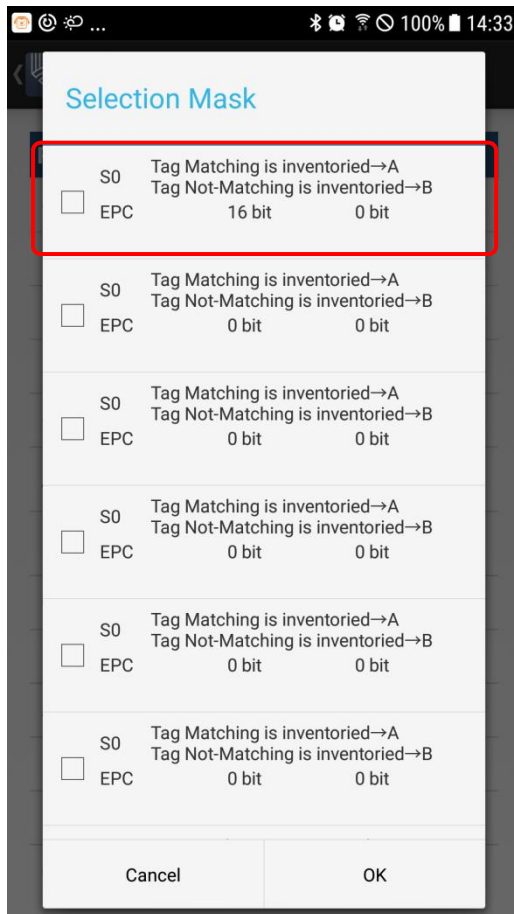 ... 100% 14:33
Selection Mask
S0 Tag Matching is inventoried→A
Tag Not-Matching is inventoried→B
EPC 16 bit 0 bit
S0 Tag Matching is inventoried→A
Tag Not-Matching is inventoried→B
EPC 0 bit 0 bit
S0 Tag Matching is inventoried→A
Tag Not-Matching is inventoried→B
EPC 0 bit 0 bit
S0 Tag Matching is inventoried→A
Tag Not-Matching is inventoried→B
EPC 0 bit 0 bit
S0 Tag Matching is inventoried→A
Tag Not-Matching is inventoried→B
EPC 0 bit 0 bit
S0 Tag Matching is inventoried→A
Tag Not-Matching is inventoried→B
EPC 0 bit 0 bit
Cancel OK